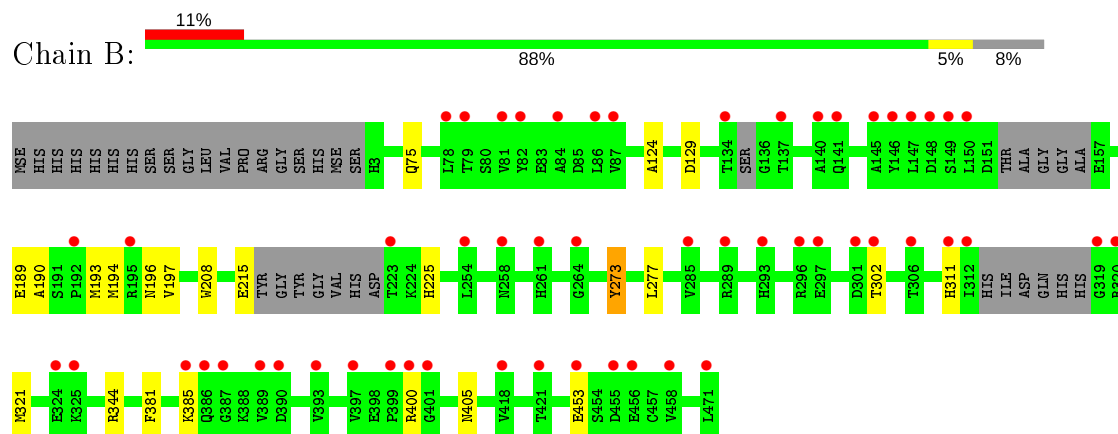 11%
Chain B:
88% 5% 8%
MSE HIS HIS HIS HIS HIS HIS SER SER GLY LEU VAL PRO ARG GLY SER HIS MSE SER H3 Q75 L78 T79 S80 V81 Y82 E83 A84 D85 L86 V87 A124 D129 T134 SER G136 T137 A140 Q141 A145 Y146 L147 D148 S149 L150 D151 THR ALA GLY GLY ALA E157
E189 A190 S191 P192 M193 M194 R195 N196 V197 W208 E215 TYR GLY TYR GLY VAL HIS ASP T223 K224 H225 L254 N258 H261 G264 Y273 L277 V285 R289 H293 R296 E297 D301 T302 T306 H311 I312 HIS ILE ASP GLN HIS HIS G319 R320
M321 E324 K325 R344 F381 K385 Q386 G387 K388 V389 D390 V393 V397 E398 P399 R400 G401 N405 V418 T421 E453 S454 D455 E456 C457 V458 L471